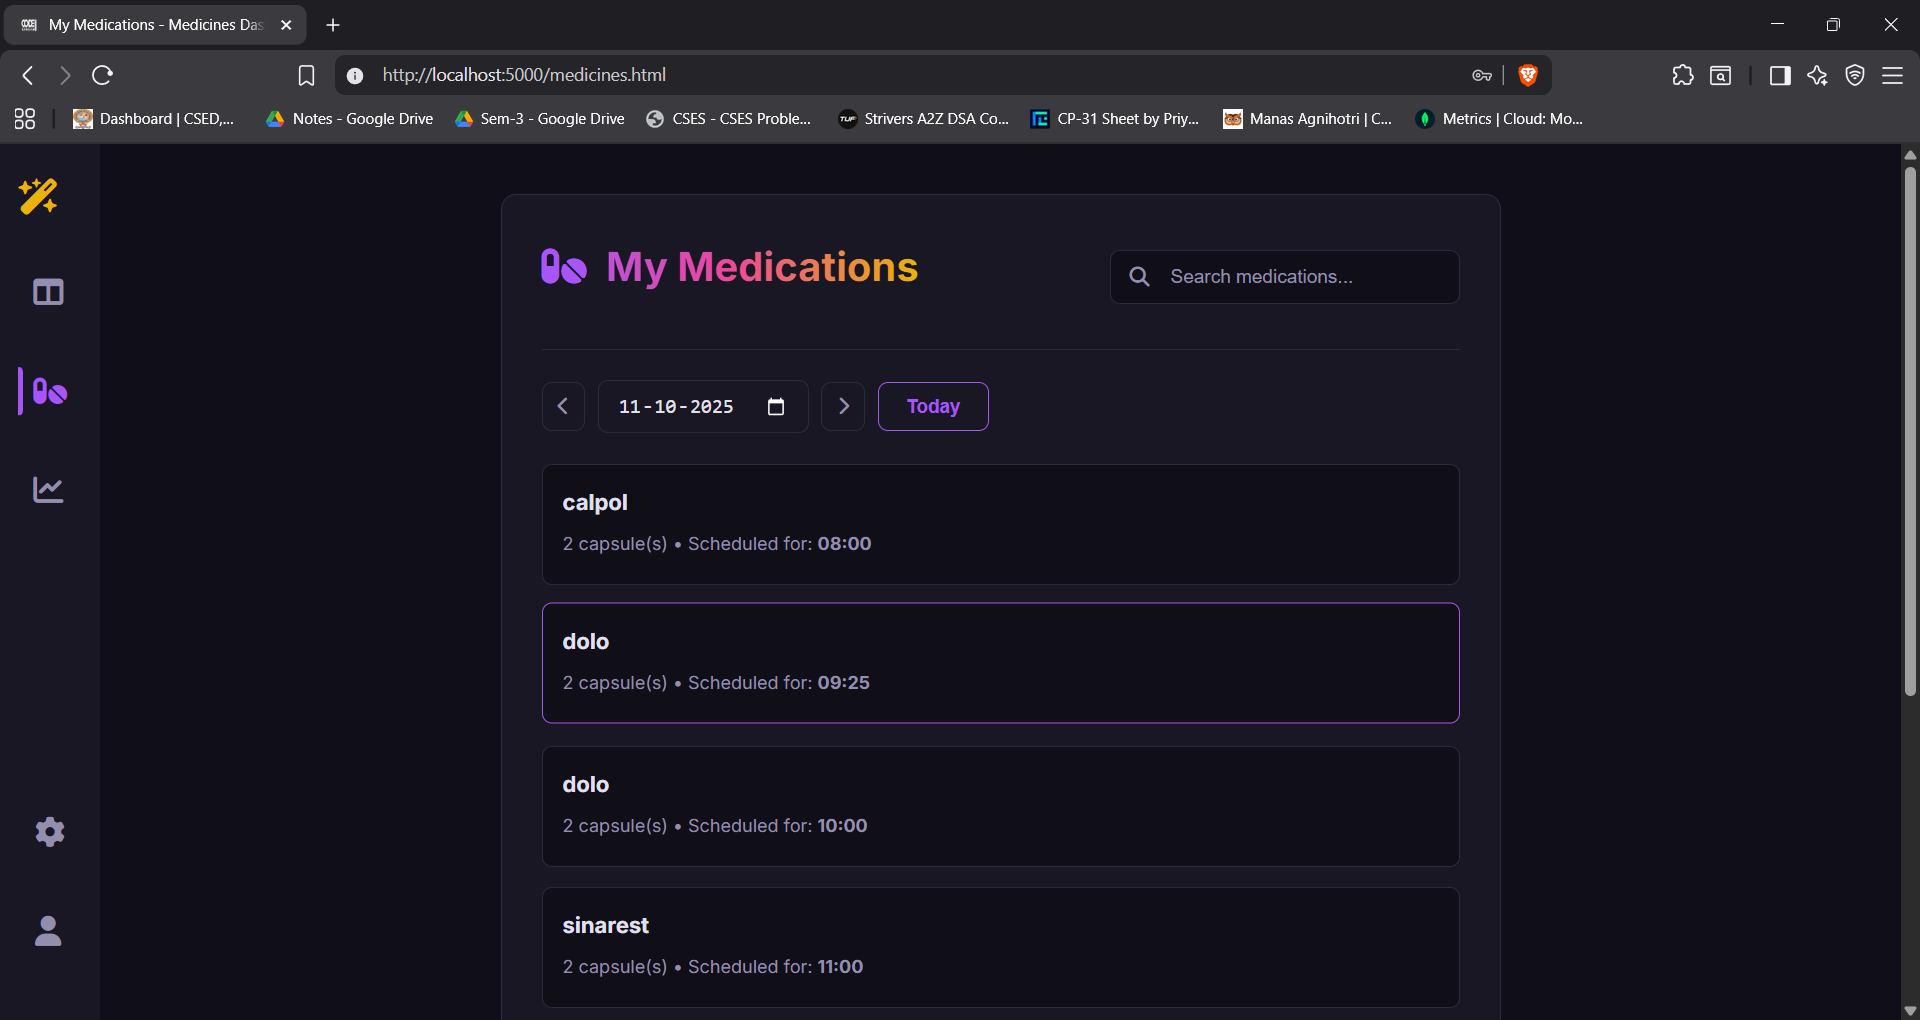 My Medications - Medicines Das
http://localhost:5000/medicines.html
Dashboard | CSED,...
Notes - Google Drive
Sem-3 - Google Drive
CSES - CSES Proble...
TUF
Strivers A2Z DSA Co...
CP-31 Sheet by Priy...
Manas Agnihotri | C...
Metrics | Cloud: Mo...
My Medications
Search medications...
11-10-2025
Today
calpol
2 capsule(s) • Scheduled for: 08:00
dolo
2 capsule(s) • Scheduled for: 09:25
dolo
2 capsule(s) • Scheduled for: 10:00
sinarest
2 capsule(s) • Scheduled for: 11:00